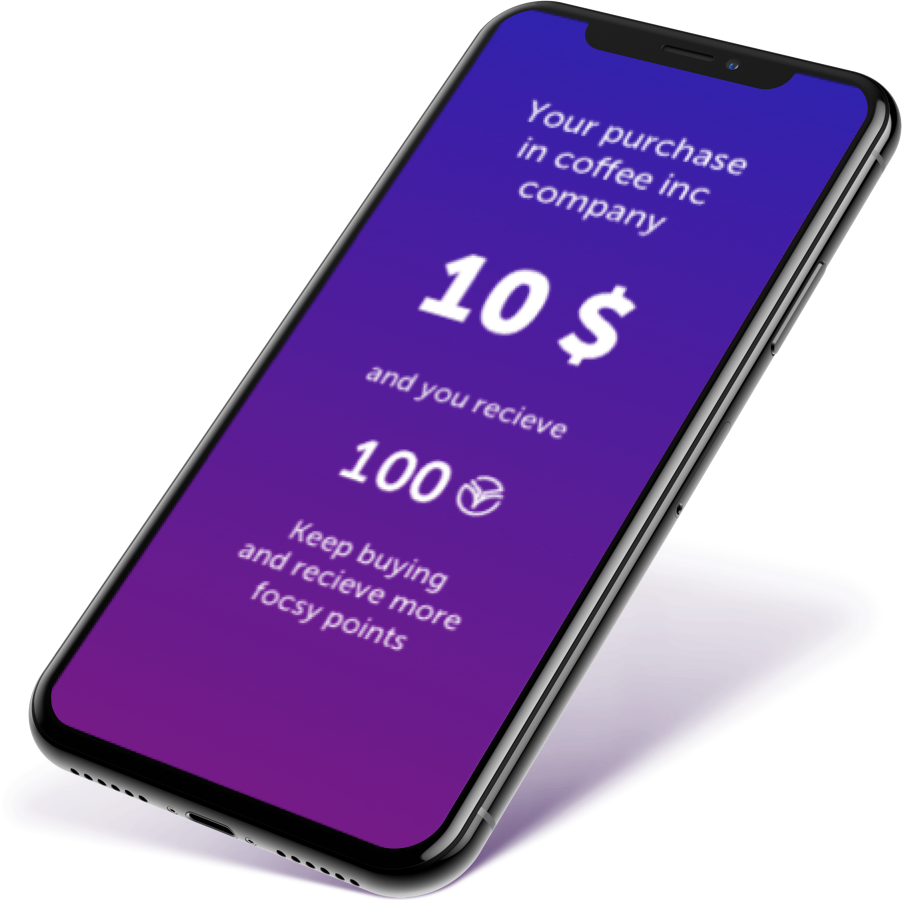 Your purchase
in coffee inc
company
10 $
and you recieve
100
Keep buying
and recieve more
focsy points